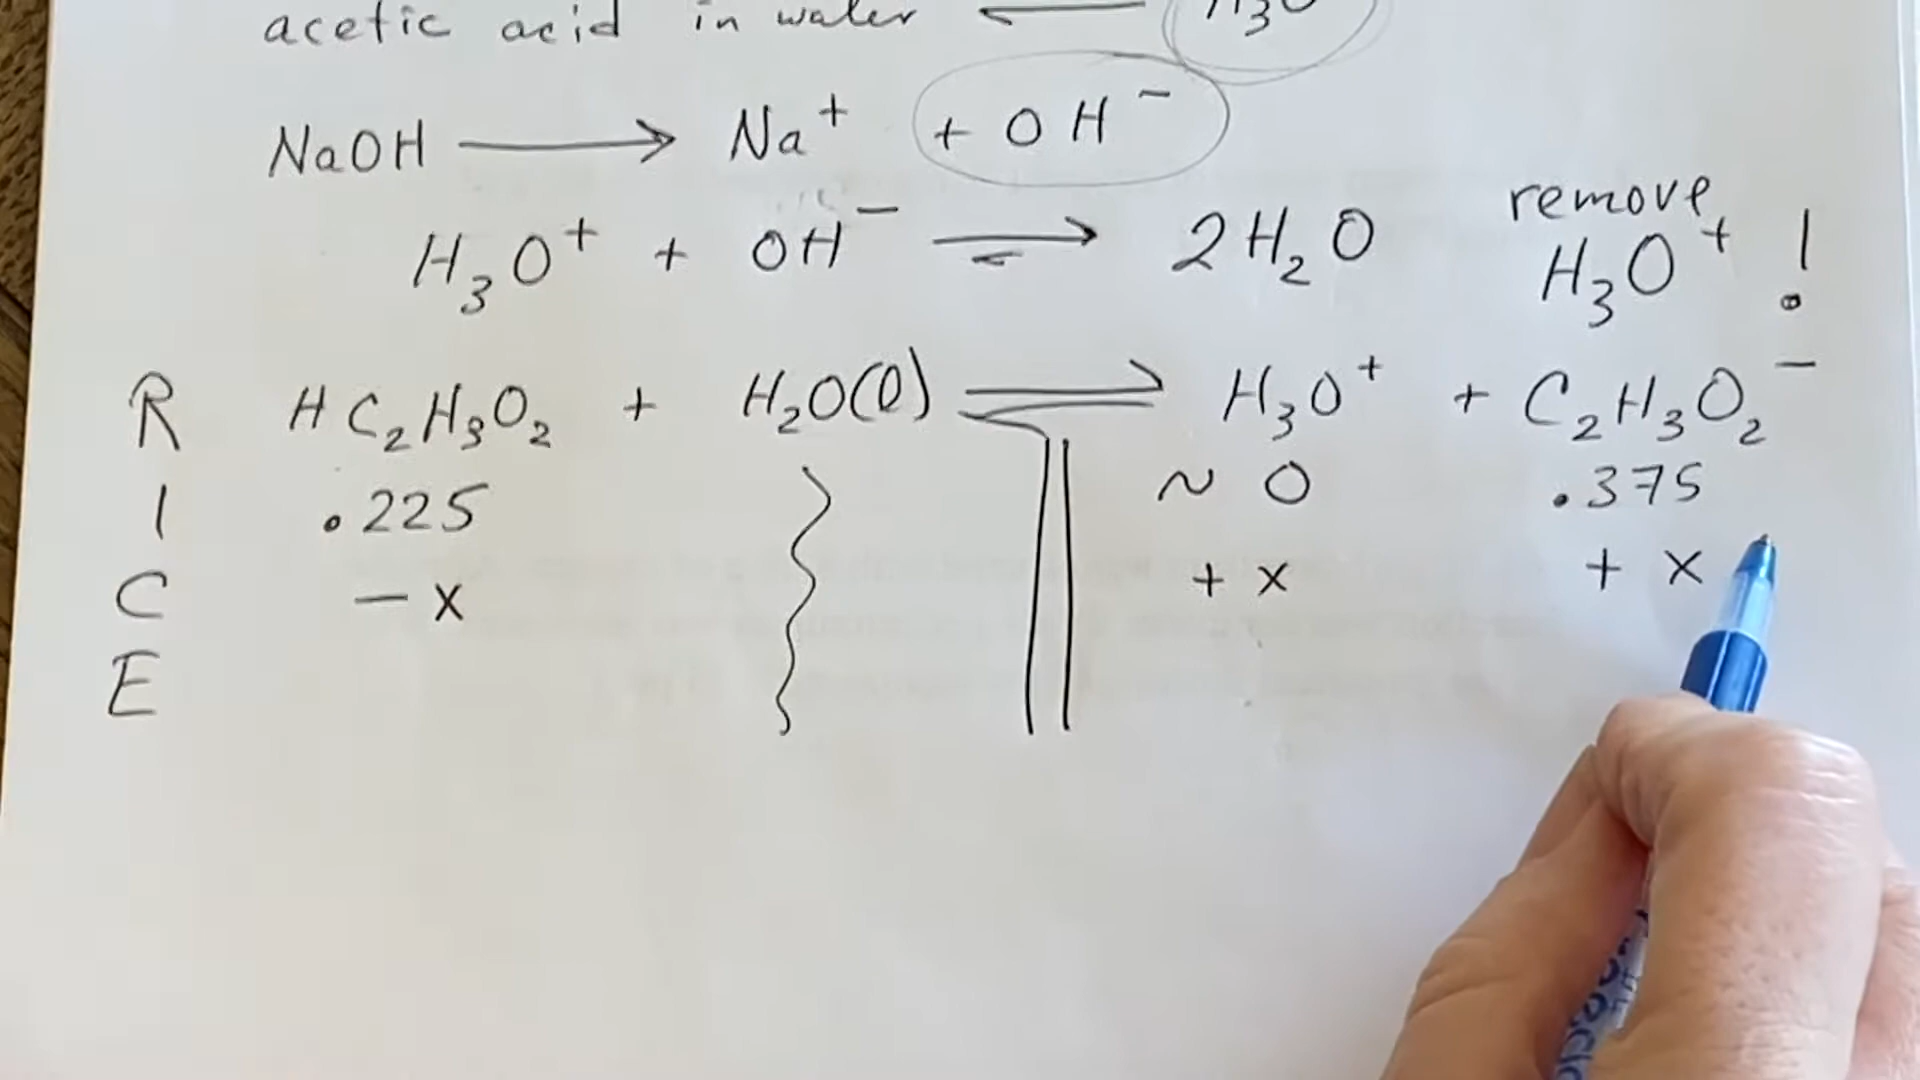 acetic acid in water ⇌ H₃O
NaOH → Na⁺ + OH⁻
H₃O⁺ + OH⁻ ⇌ 2H₂O remove H₃O⁺ !
R HC₂H₃O₂ + H₂O(l) ⇌ H₃O⁺ + C₂H₃O₂⁻
I .225 ~ 0 .375
C - x + x + x
E